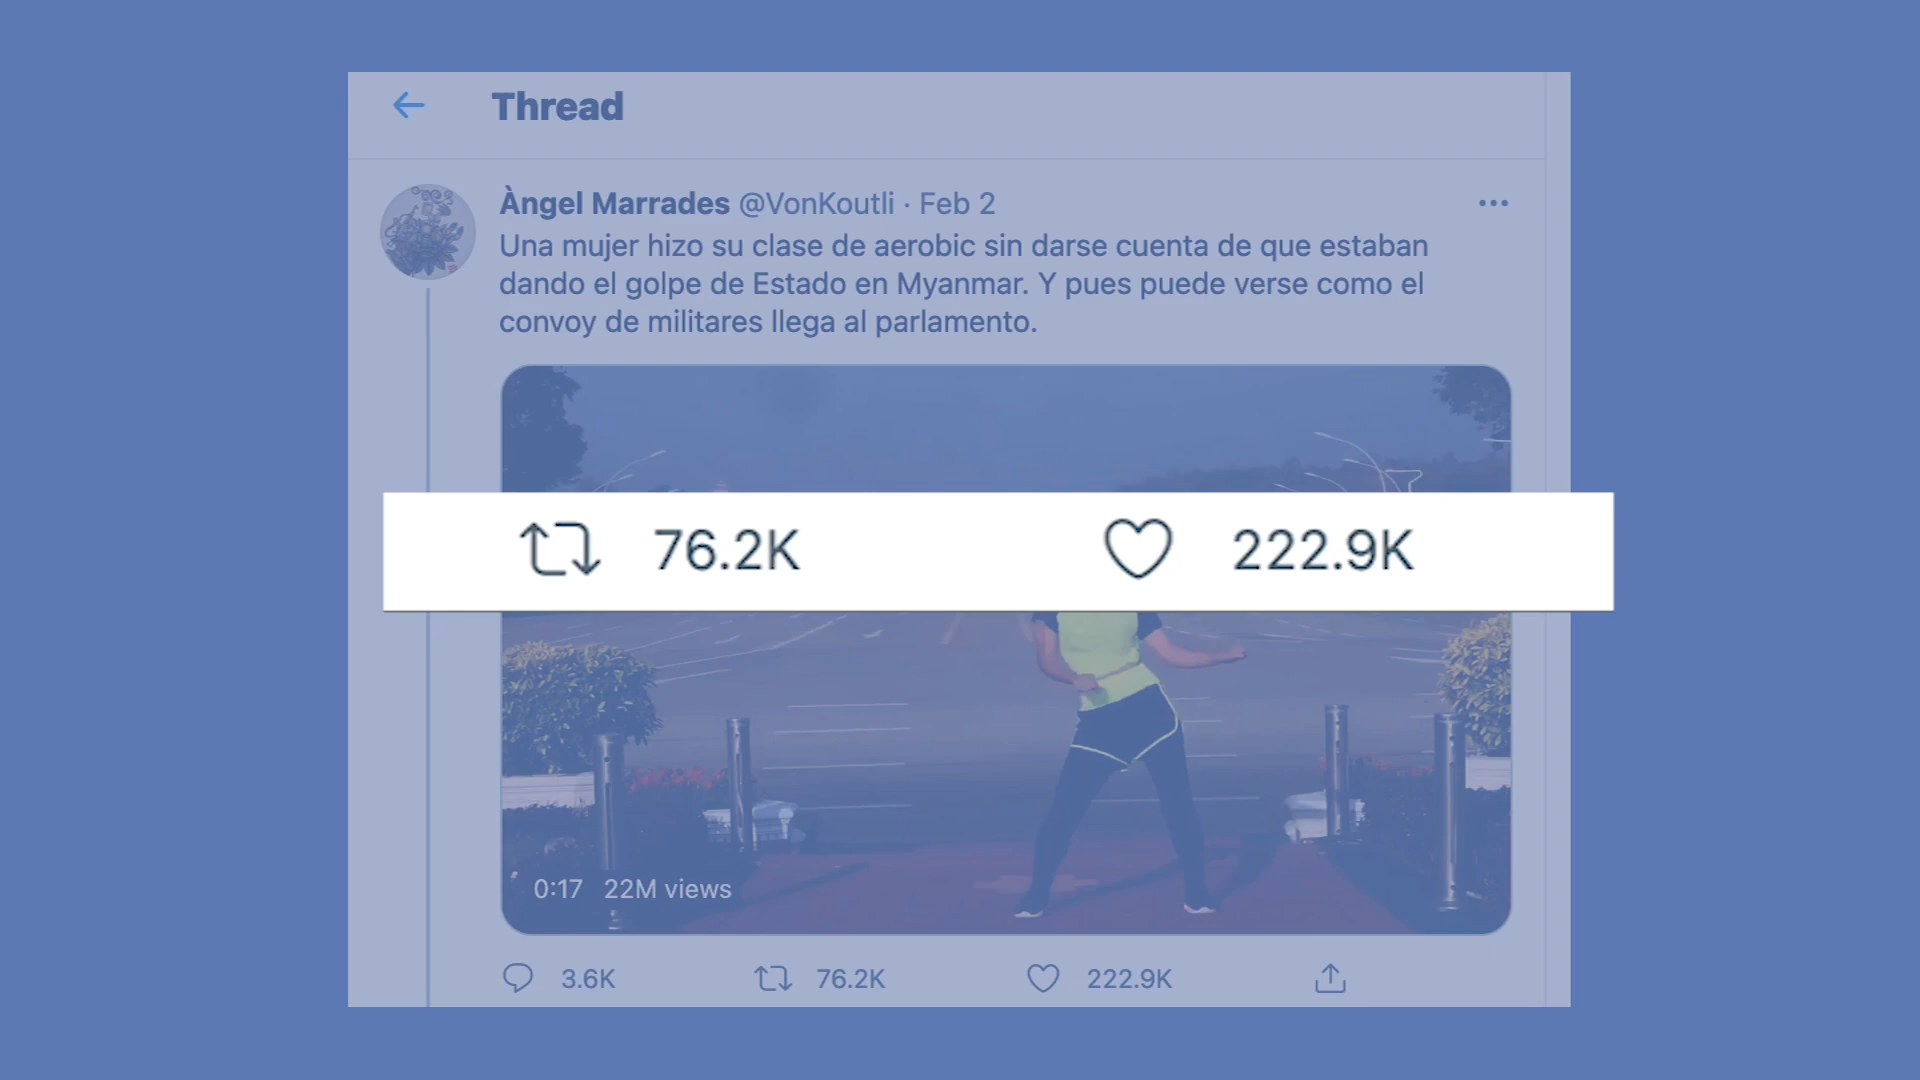 Thread
Àngel Marrades @VonKoutli · Feb 2
Una mujer hizo su clase de aerobic sin darse cuenta de que estaban
dando el golpe de Estado en Myanmar. Y pues puede verse como el
convoy de militares llega al parlamento.
76.2K 222.9K
0:17 22M views
3.6K 76.2K 222.9K